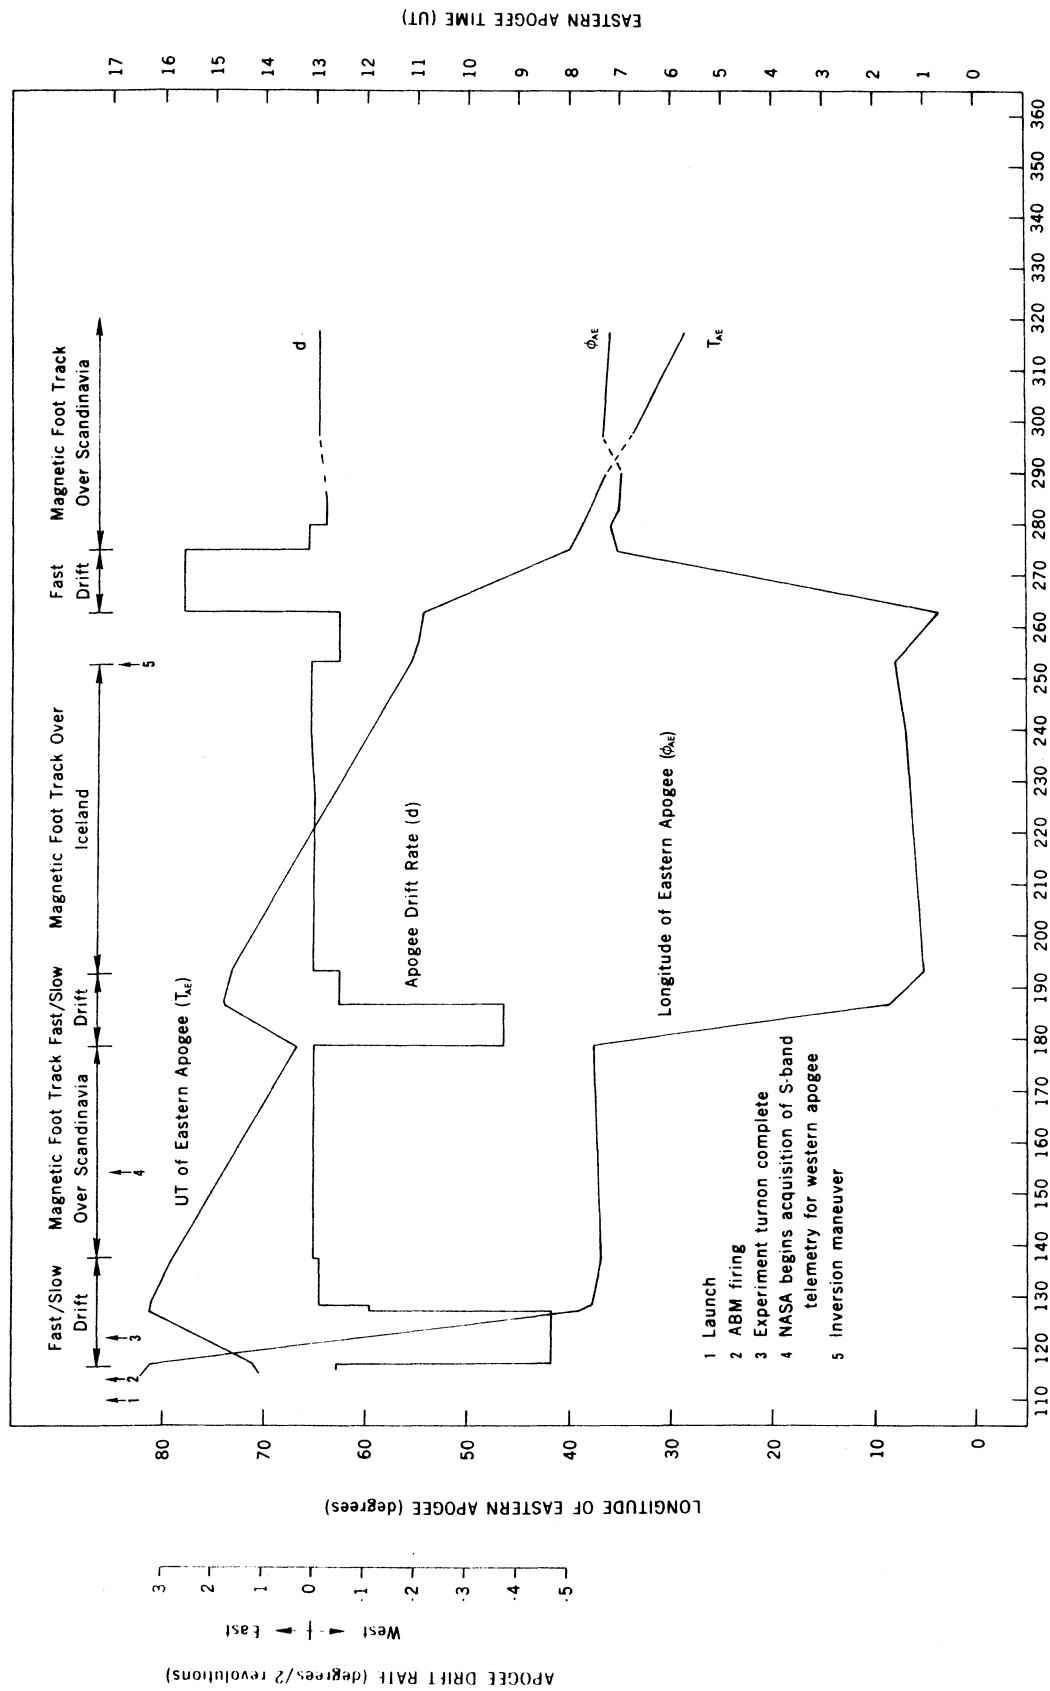 EASTERN APOGEE TIME (UT)
17
16
15
14
13
12
11
10
9
8
7
6
5
4
3
2
1
0
Fast/Slow
Drift
Magnetic Foot Track
Over Scandinavia
Fast/Slow
Drift
Magnetic Foot Track Over
Iceland
Fast
Drift
Magnetic Foot Track
Over Scandinavia
1
2
3
4
5
UT of Eastern Apogee (TAE)
Apogee Drift Rate (d)
Longitude of Eastern Apogee (ϕAE)
d
ϕAE
TAE
1 Launch
2 ABM firing
3 Experiment turnon complete
4 NASA begins acquisition of S-band
telemetry for western apogee
5 Inversion maneuver
110
120
130
140
150
160
170
180
190
200
210
220
230
240
250
260
270
280
290
300
310
320
330
340
350
360
80
70
60
50
40
30
20
10
0
LONGITUDE OF EASTERN APOGEE (degrees)
3
2
1
0
-.1
-.2
-.3
-.4
-.5
West
East
APOGEE DRIFT RATE (degrees/2 revolutions)